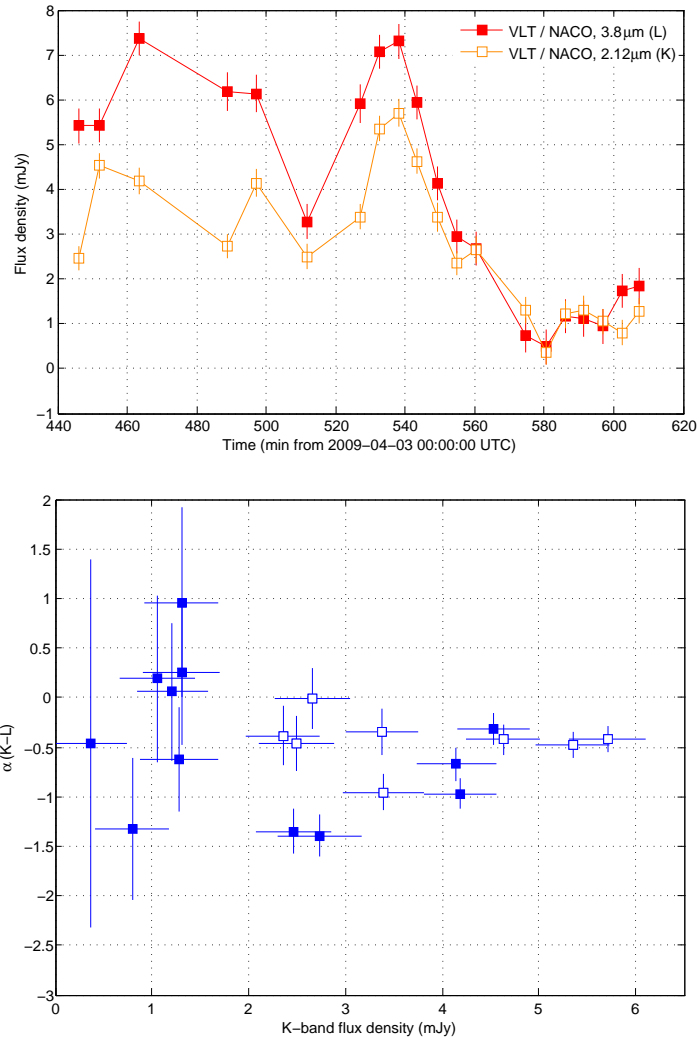 8
7
6
5
4
3
2
1
0
−1
Flux density (mJy)
VLT / NACO, 3.8μm (L)
VLT / NACO, 2.12μm (K)
440 460 480 500 520 540 560 580 600 620
Time (min from 2009−04−03 00:00:00 UTC)
2
1.5
1
0.5
0
−0.5
−1
−1.5
−2
−2.5
−3
α (K−L)
0 1 2 3 4 5 6
K−band flux density (mJy)